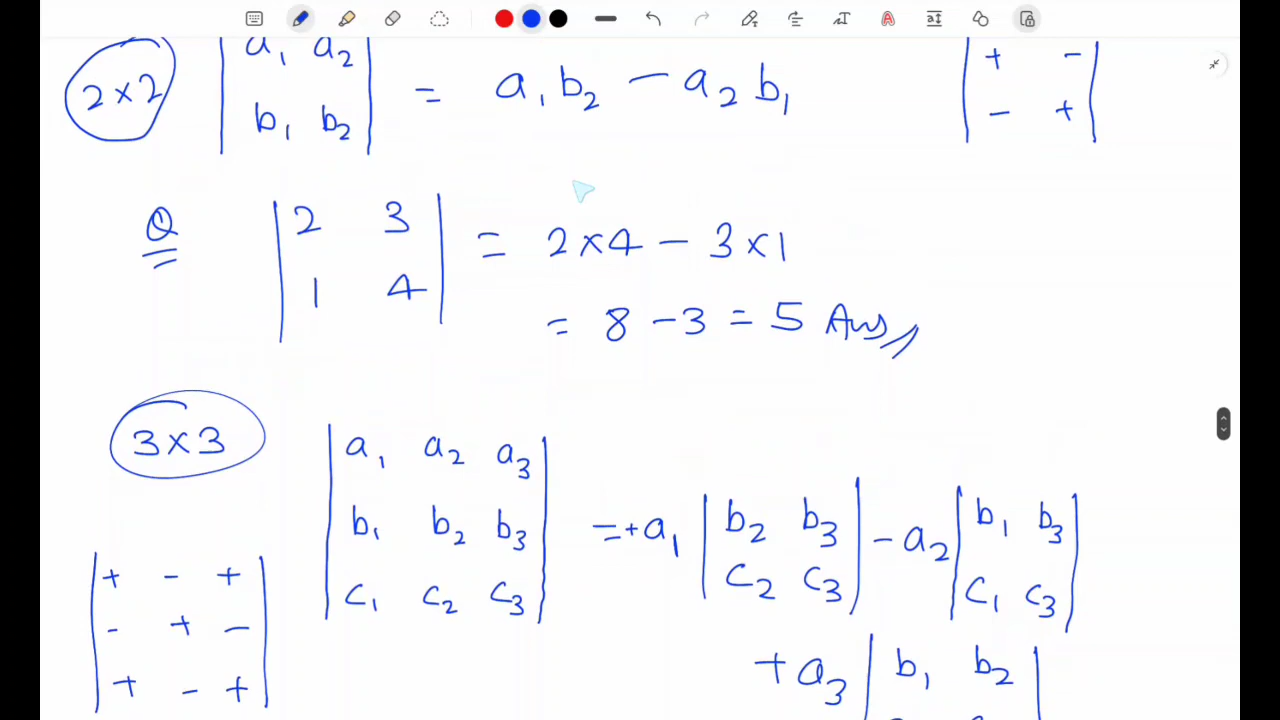 2×2 | a₁ a₂ | = a₁b₂ − a₂b₁ | + − |
| b₁ b₂ | | − + |
Q | 2 3 | = 2×4 − 3×1
| 1 4 | = 8 − 3 = 5 Ans
3×3 | a₁ a₂ a₃ |
| b₁ b₂ b₃ | = +a₁ | b₂ b₃ | − a₂ | b₁ b₃ |
| c₁ c₂ c₃ | | c₂ c₃ | | c₁ c₃ |
| + − + |
| − + − |
| + − + |
+ a₃ | b₁ b₂ |